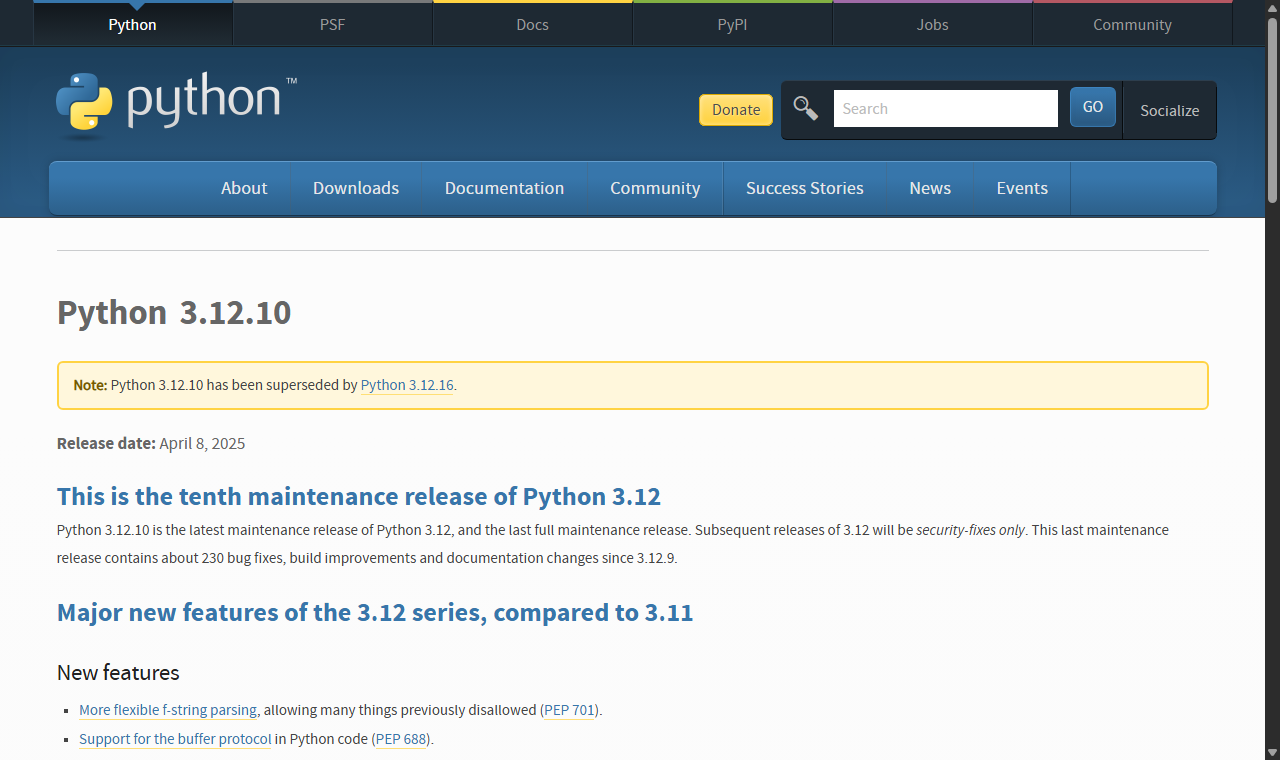 Python PSF Docs PyPI Jobs Community
python™
Donate Search GO Socialize
About Downloads Documentation Community Success Stories News Events
Python 3.12.10
Note: Python 3.12.10 has been superseded by Python 3.12.16.
Release date: April 8, 2025
This is the tenth maintenance release of Python 3.12
Python 3.12.10 is the latest maintenance release of Python 3.12, and the last full maintenance release. Subsequent releases of 3.12 will be security-fixes only. This last maintenance
release contains about 230 bug fixes, build improvements and documentation changes since 3.12.9.
Major new features of the 3.12 series, compared to 3.11
New features
More flexible f-string parsing, allowing many things previously disallowed (PEP 701).
Support for the buffer protocol in Python code (PEP 688).